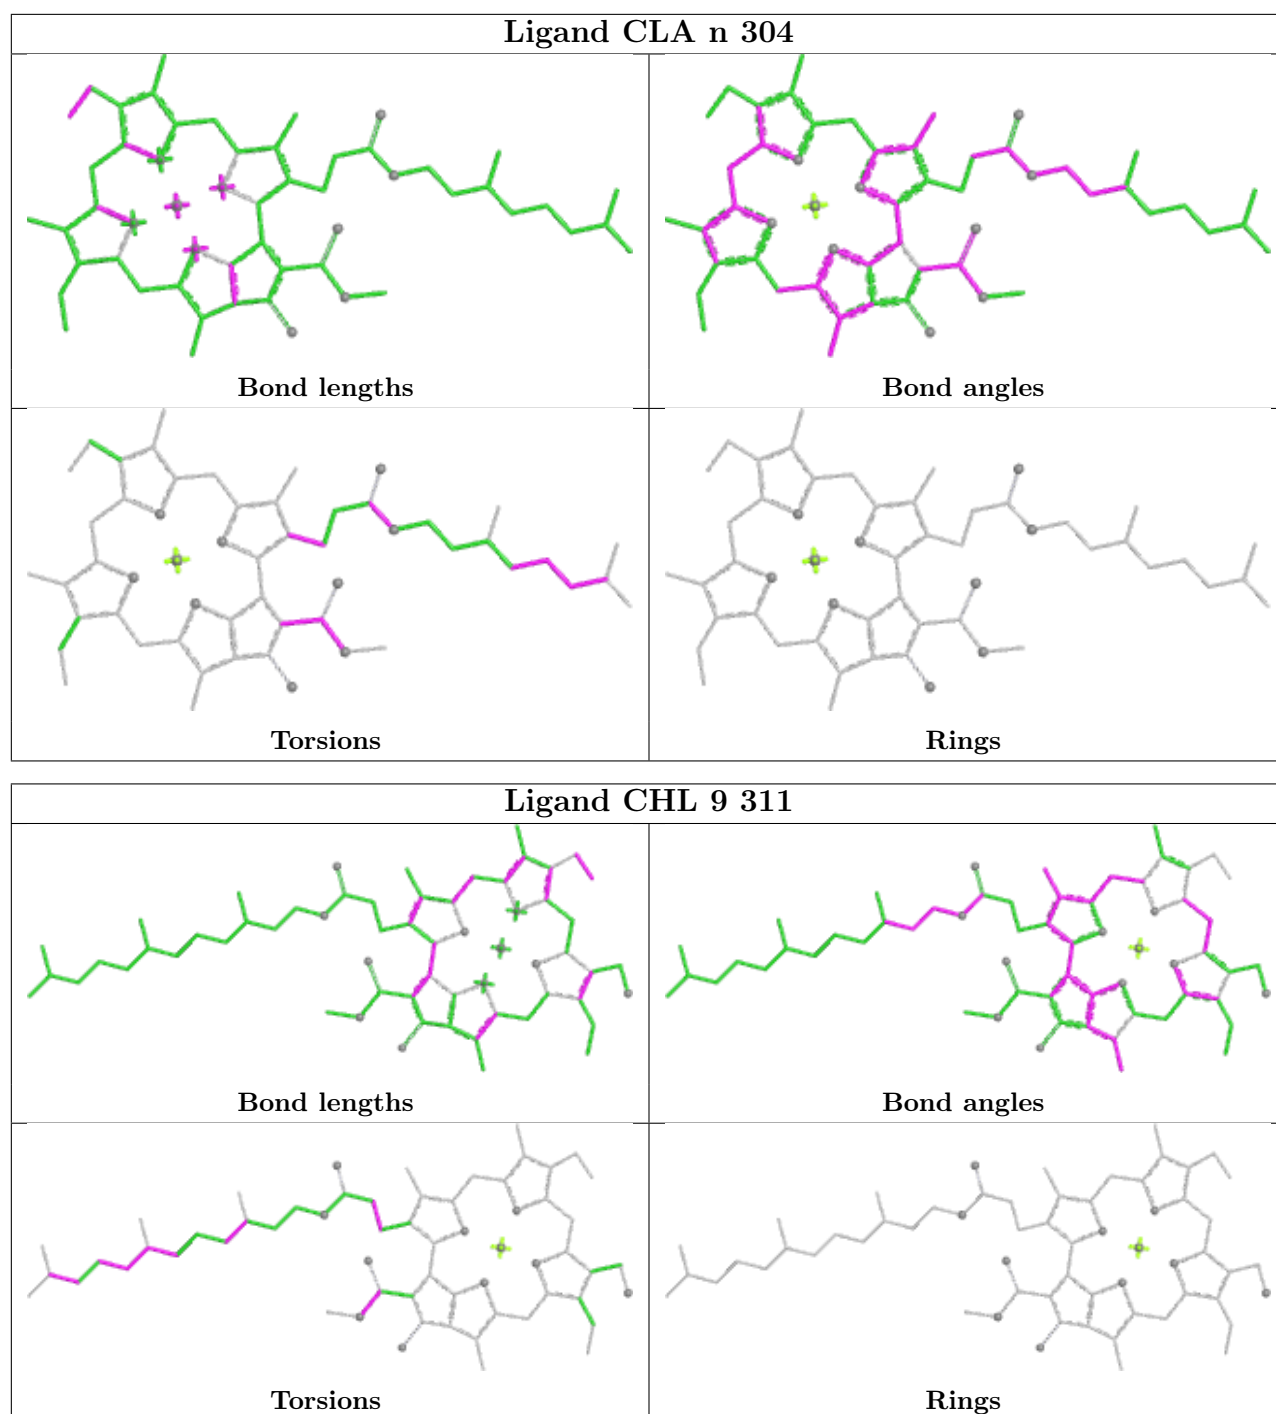 Ligand CLA n 304
Bond lengths
Bond angles
Torsions
Rings
Ligand CHL 9 311
Bond lengths
Bond angles
Torsions
Rings